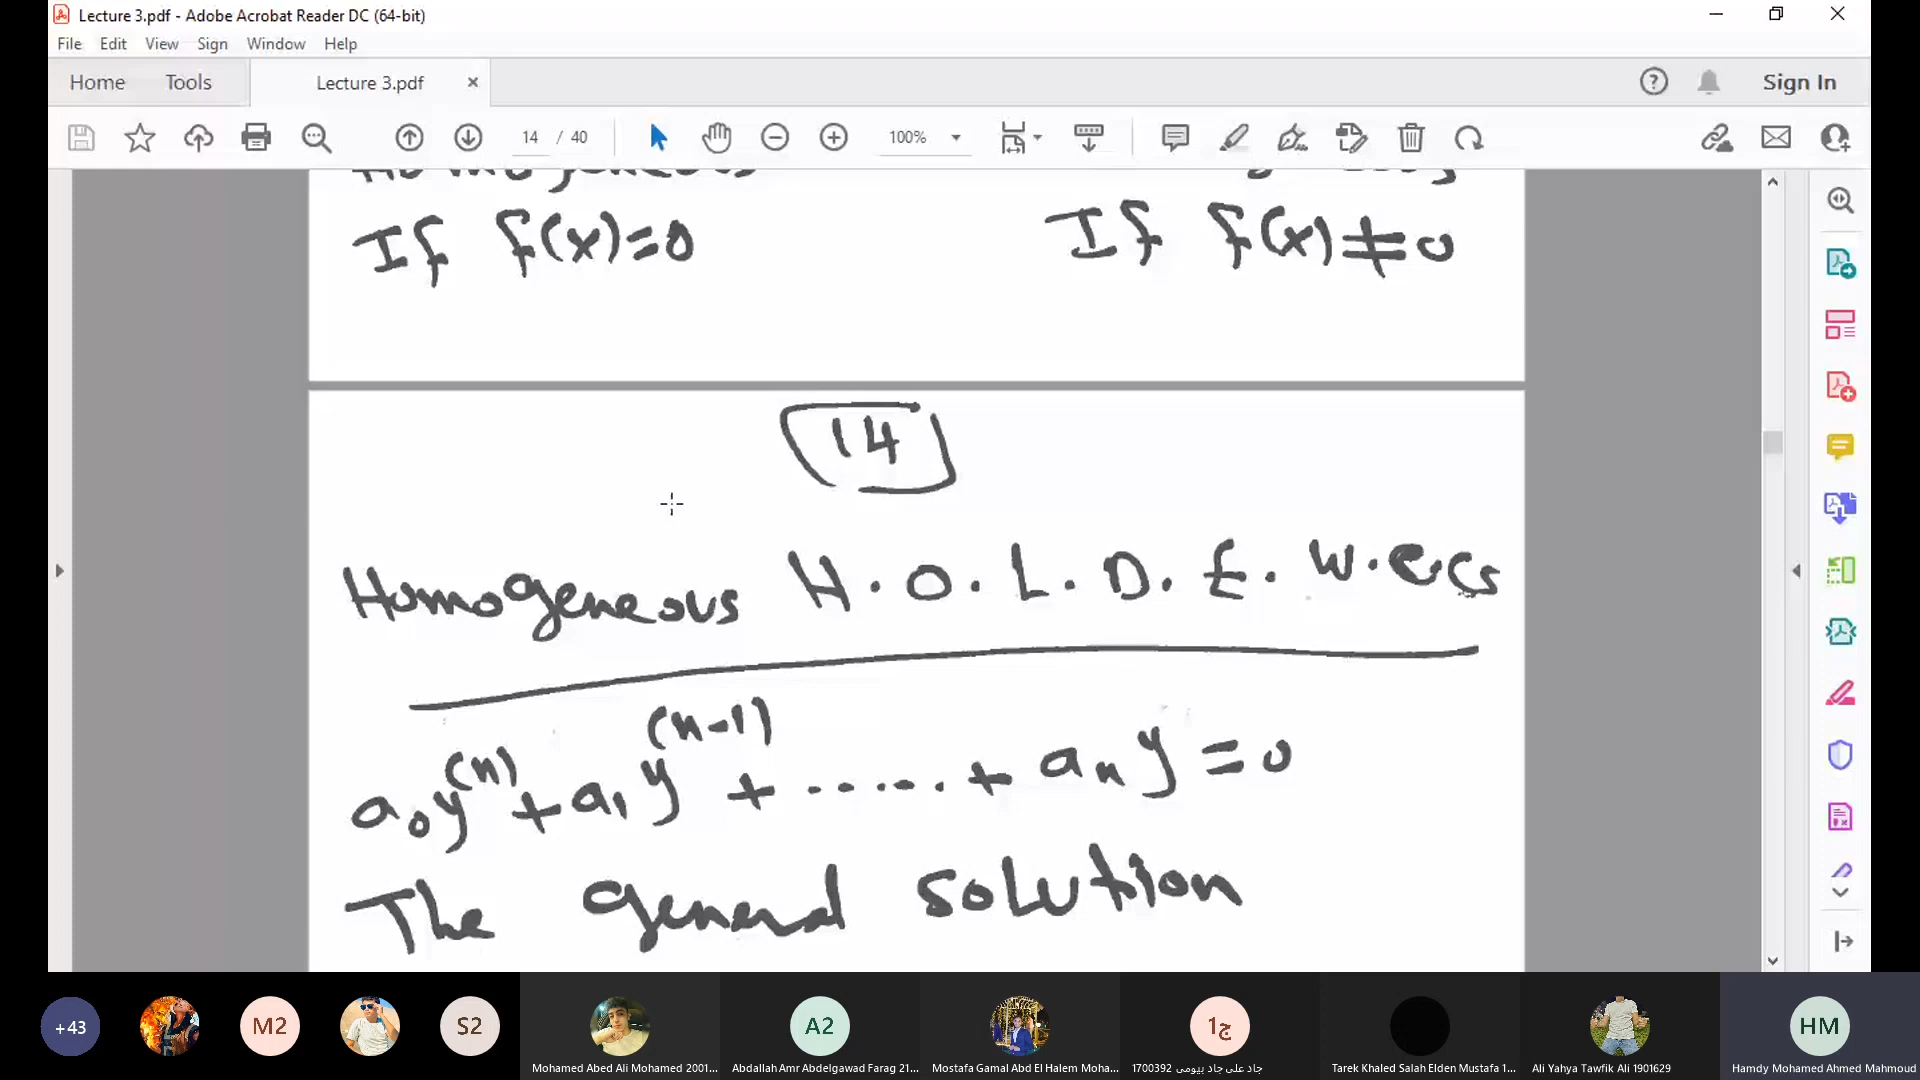 Lecture 3.pdf - Adobe Acrobat Reader DC (64-bit)
File Edit View Sign Window Help
Home Tools Lecture 3.pdf × Sign In
14 / 40 100%
If f(x)=0 If f(x)≠0
14
Homogeneous H.O.L.D.E. w.c.cs
a₀y⁽ⁿ⁾+a₁y⁽ⁿ⁻¹⁾+......+aₙy=0
The general solution
+43 M2 S2 A2 ج1 HM
Mohamed Abed Ali Mohamed 2001... Abdallah Amr Abdelgawad Farag 21... Mostafa Gamal Abd El Halem Moha... جاد على جاد بيومى 1700392 Tarek Khaled Salah Elden Mustafa 1... Ali Yahya Tawfik Ali 1901629 Hamdy Mohamed Ahmed Mahmoud